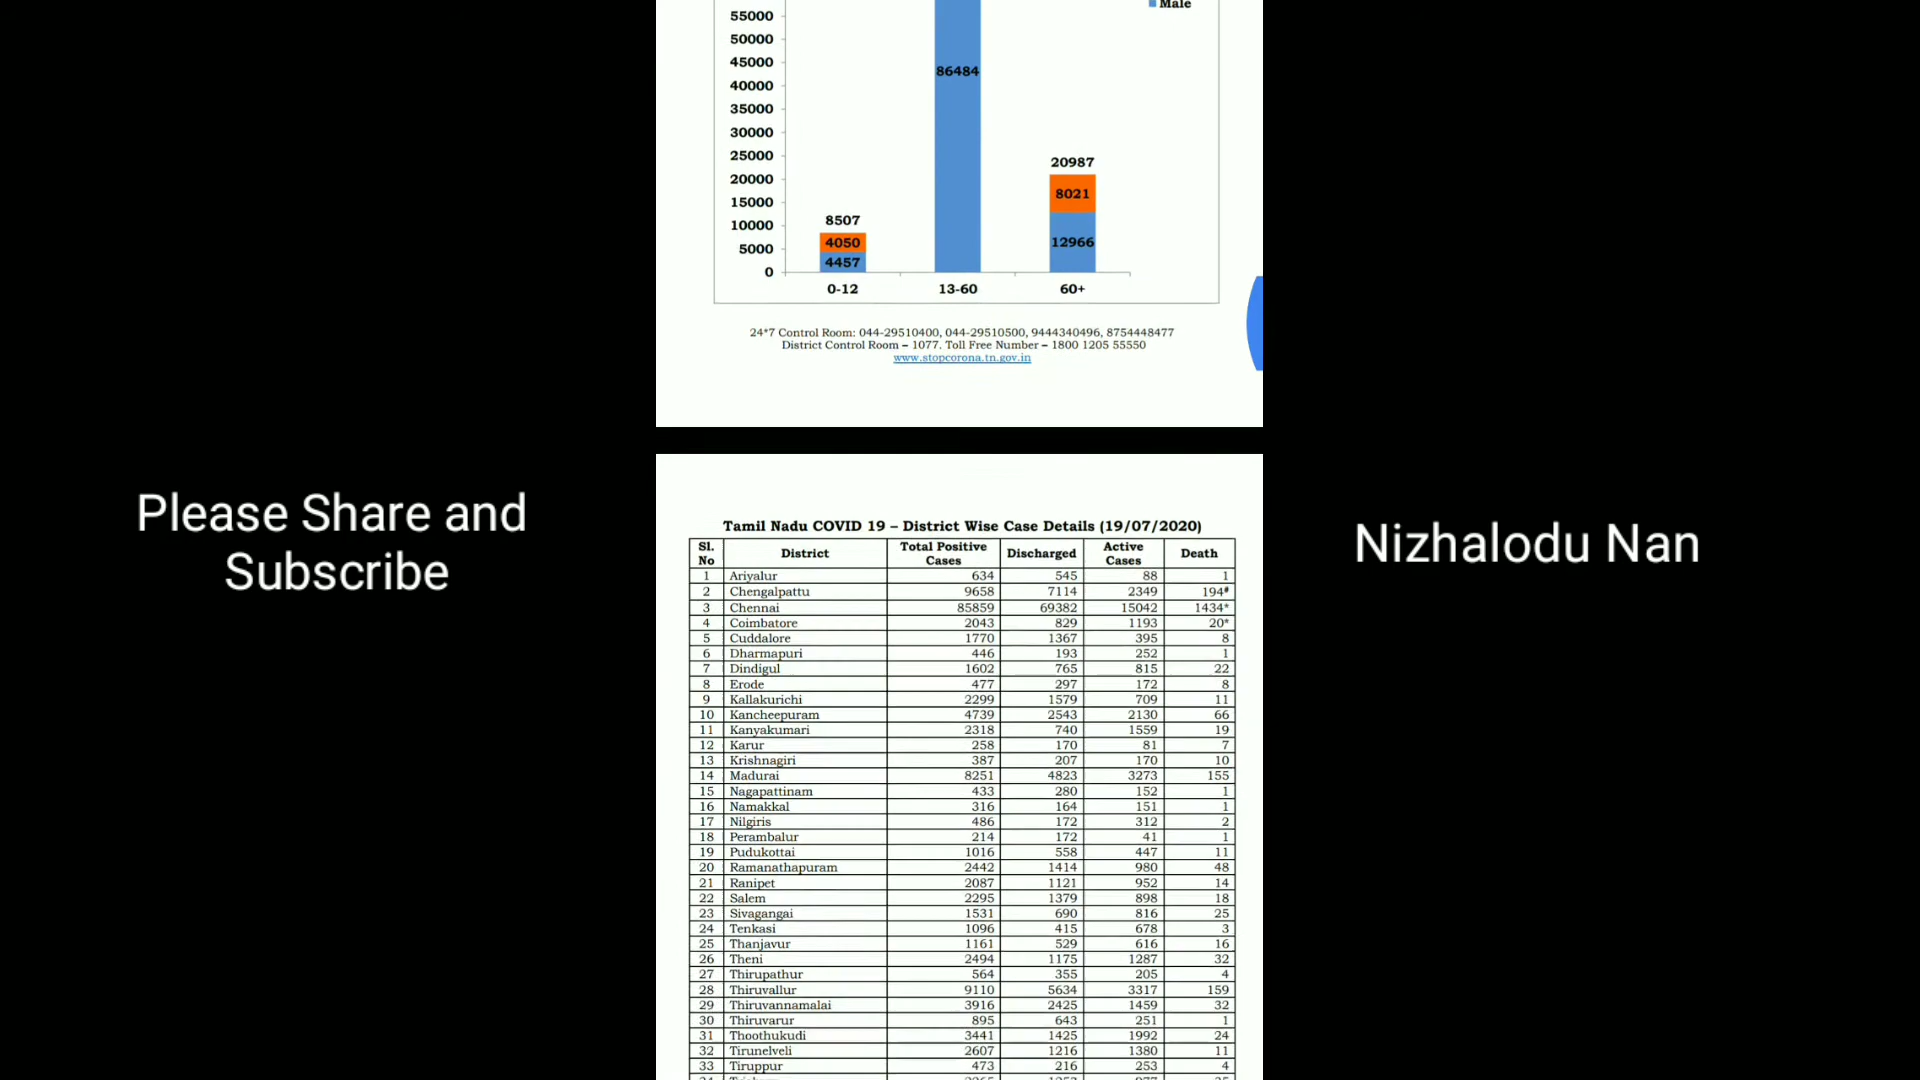 Male
55000
50000
45000
40000
35000
30000
25000
20000
15000
10000
5000
0
86484
20987
8021
12966
8507
4050
4457
0-12 13-60 60+
24*7 Control Room: 044-29510400, 044-29510500, 9444340496, 8754448477
District Control Room – 1077. Toll Free Number – 1800 1205 55550
www.stopcorona.tn.gov.in
Please Share and
Subscribe
Nizhalodu Nan
Tamil Nadu COVID 19 – District Wise Case Details (19/07/2020)
Sl. No District Total Positive Cases Discharged Active Cases Death
1 Ariyalur 634 545 88 1
2 Chengalpattu 9658 7114 2349 194#
3 Chennai 85859 69382 15042 1434*
4 Coimbatore 2043 829 1193 20*
5 Cuddalore 1770 1367 395 8
6 Dharmapuri 446 193 252 1
7 Dindigul 1602 765 815 22
8 Erode 477 297 172 8
9 Kallakurichi 2299 1579 709 11
10 Kancheepuram 4739 2543 2130 66
11 Kanyakumari 2318 740 1559 19
12 Karur 258 170 81 7
13 Krishnagiri 387 207 170 10
14 Madurai 8251 4823 3273 155
15 Nagapattinam 433 280 152 1
16 Namakkal 316 164 151 1
17 Nilgiris 486 172 312 2
18 Perambalur 214 172 41 1
19 Pudukottai 1016 558 447 11
20 Ramanathapuram 2442 1414 980 48
21 Ranipet 2087 1121 952 14
22 Salem 2295 1379 898 18
23 Sivagangai 1531 690 816 25
24 Tenkasi 1096 415 678 3
25 Thanjavur 1161 529 616 16
26 Theni 2494 1175 1287 32
27 Thirupathur 564 355 205 4
28 Thiruvallur 9110 5634 3317 159
29 Thiruvannamalai 3916 2425 1459 32
30 Thiruvarur 895 643 251 1
31 Thoothukudi 3441 1425 1992 24
32 Tirunelveli 2607 1216 1380 11
33 Tiruppur 473 216 253 4